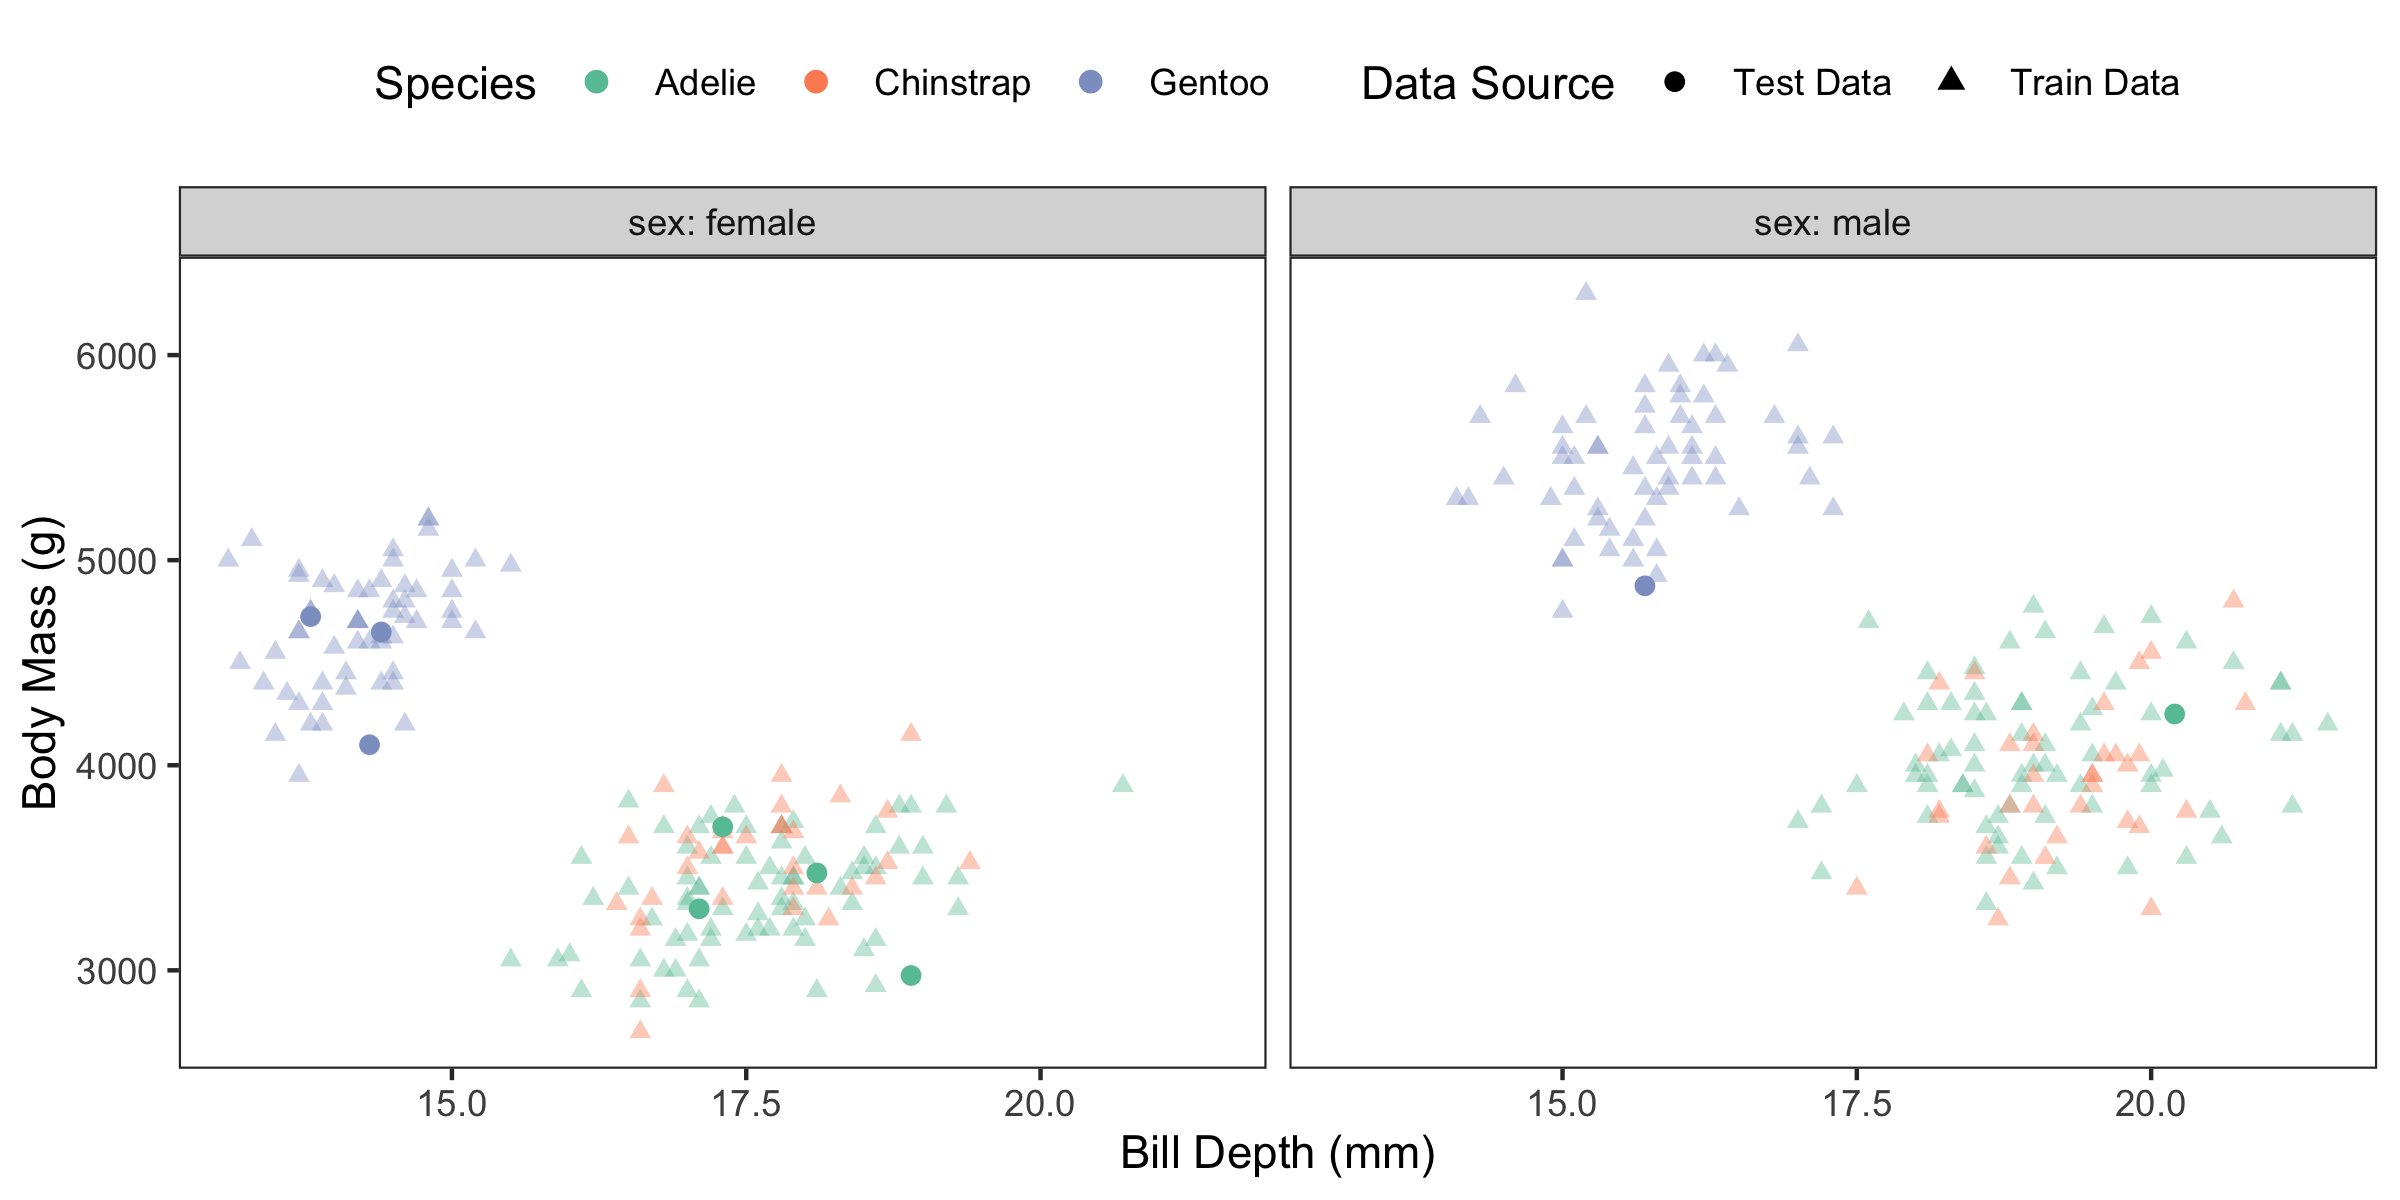 Species Adelie Chinstrap Gentoo Data Source Test Data Train Data
sex: female sex: male
6000
5000
4000
3000
Body Mass (g)
15.0 17.5 20.0 15.0 17.5 20.0
Bill Depth (mm)